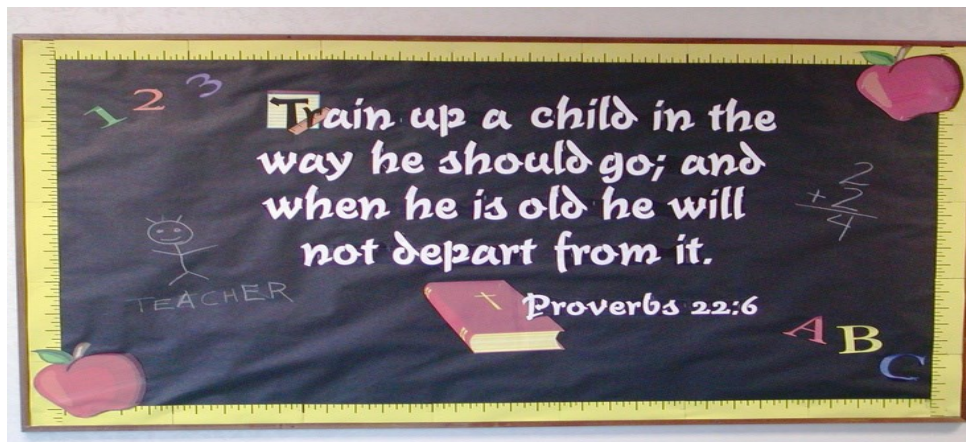 1 2 3
Train up a child in the
way he should go; and
when he is old he will
not depart from it.
Proverbs 22:6
2
+ 2
4
TEACHER
A B C